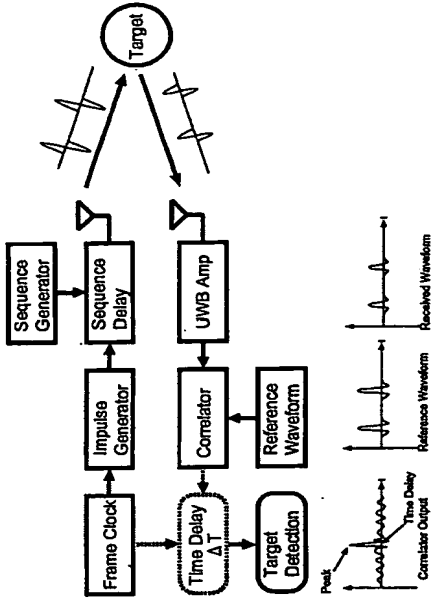 Target
Sequence
Generator
Frame Clock
Impulse
Generator
Sequence
Delay
Time Delay
Δ T
Correlator
UWB Amp
Target
Detection
Reference
Waveform
Peak
Time Delay
Correlator Output
Reference Waveform
Received Waveform